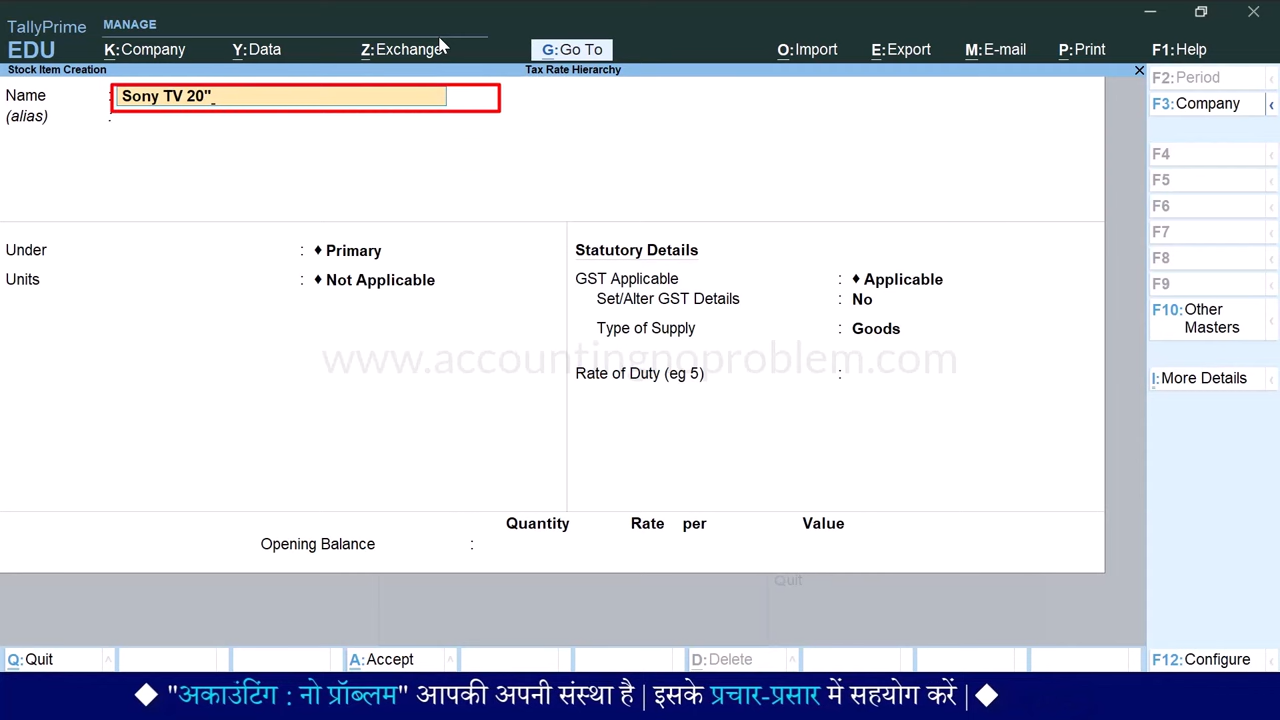 TallyPrime
EDU
MANAGE
K:Company
Y:Data
Z:Exchange
G:Go To
O:Import
E:Export
M:E-mail
P:Print
F1:Help
Stock Item Creation
Tax Rate Hierarchy
Name : Sony TV 20"
(alias) :
Under : ♦ Primary
Units : ♦ Not Applicable
Statutory Details
GST Applicable : ♦ Applicable
Set/Alter GST Details : No
Type of Supply : Goods
Rate of Duty (eg 5) :
www.accountingnoproblem.com
Quantity Rate per Value
Opening Balance :
Quit
F2:Period
F3:Company
F4
F5
F6
F7
F8
F9
F10:Other
Masters
I:More Details
Q:Quit
A:Accept
D:Delete
F12:Configure
◆ "अकाउंटिंग : नो प्रॉब्लम" आपकी अपनी संस्था है | इसके प्रचार-प्रसार में सहयोग करें |◆